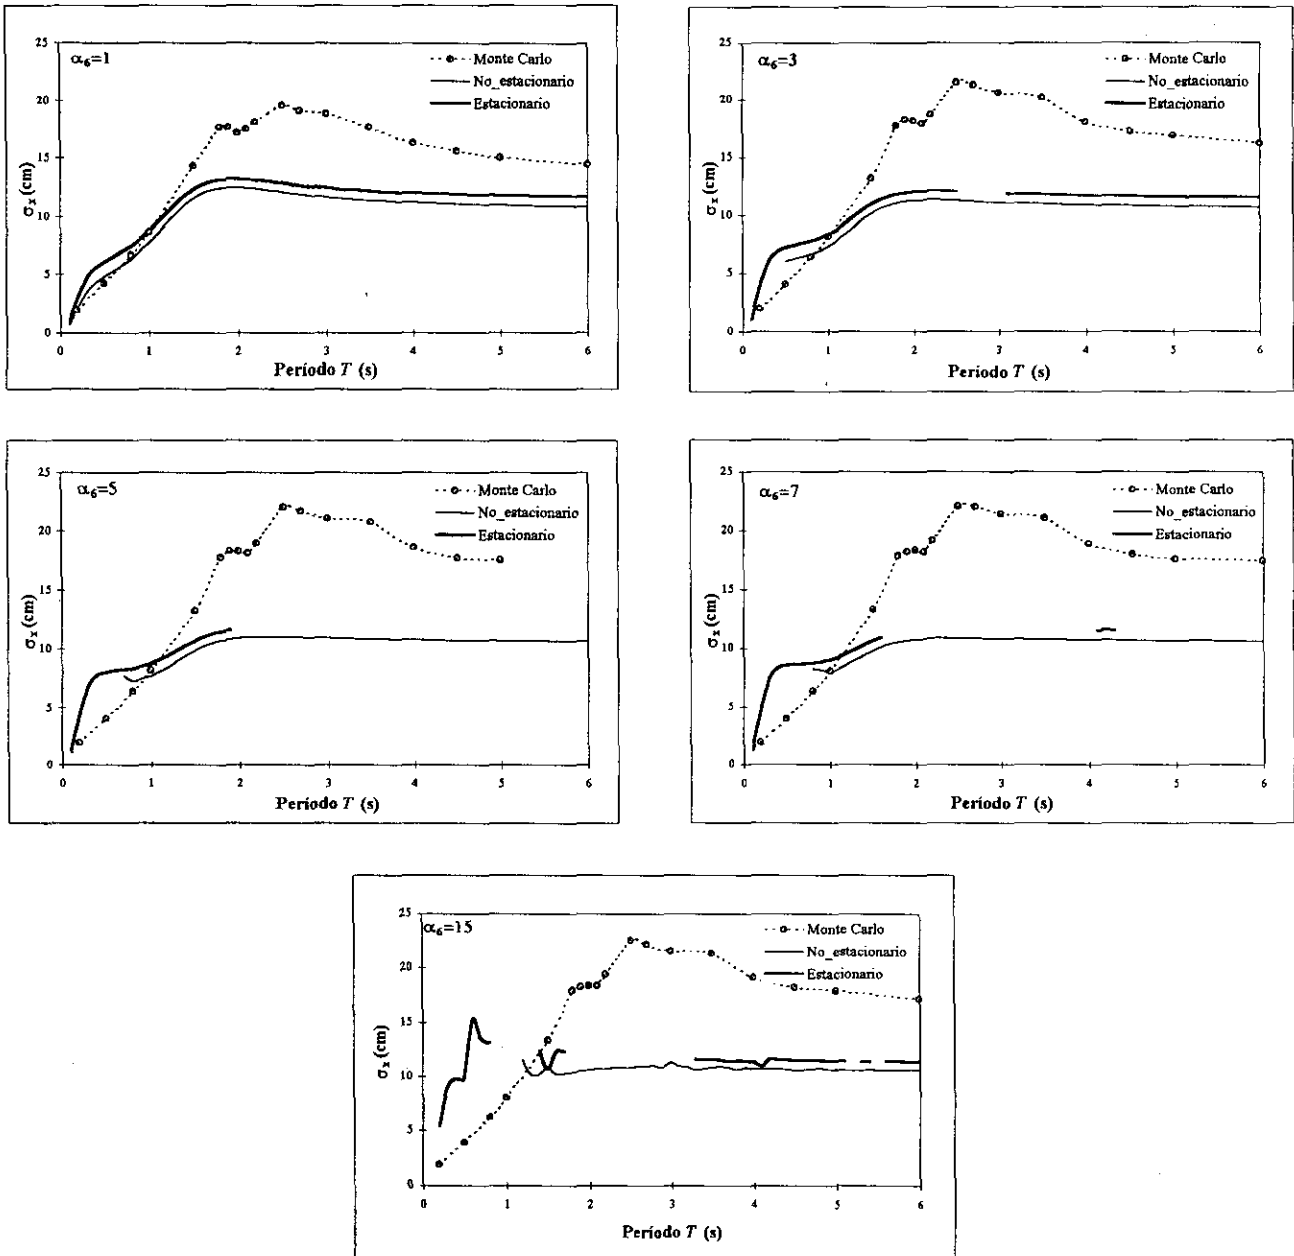 α₆=1
Monte Carlo
No_estacionario
Estacionario
25
20
15
10
5
0
σₓ (cm)
0 1 2 3 4 5 6
Período T (s)
α₆=3
Monte Carlo
No_estacionario
Estacionario
25
20
15
10
5
0
σₓ (cm)
0 1 2 3 4 5 6
Período T (s)
α₆=5
Monte Carlo
No_estacionario
Estacionario
25
20
15
10
5
0
σₓ (cm)
0 1 2 3 4 5 6
Período T (s)
α₆=7
Monte Carlo
No_estacionario
Estacionario
25
20
15
10
5
0
σₓ (cm)
0 1 2 3 4 5 6
Período T (s)
α₆=15
Monte Carlo
No_estacionario
Estacionario
25
20
15
10
5
0
σₓ (cm)
0 1 2 3 4 5 6
Período T (s)